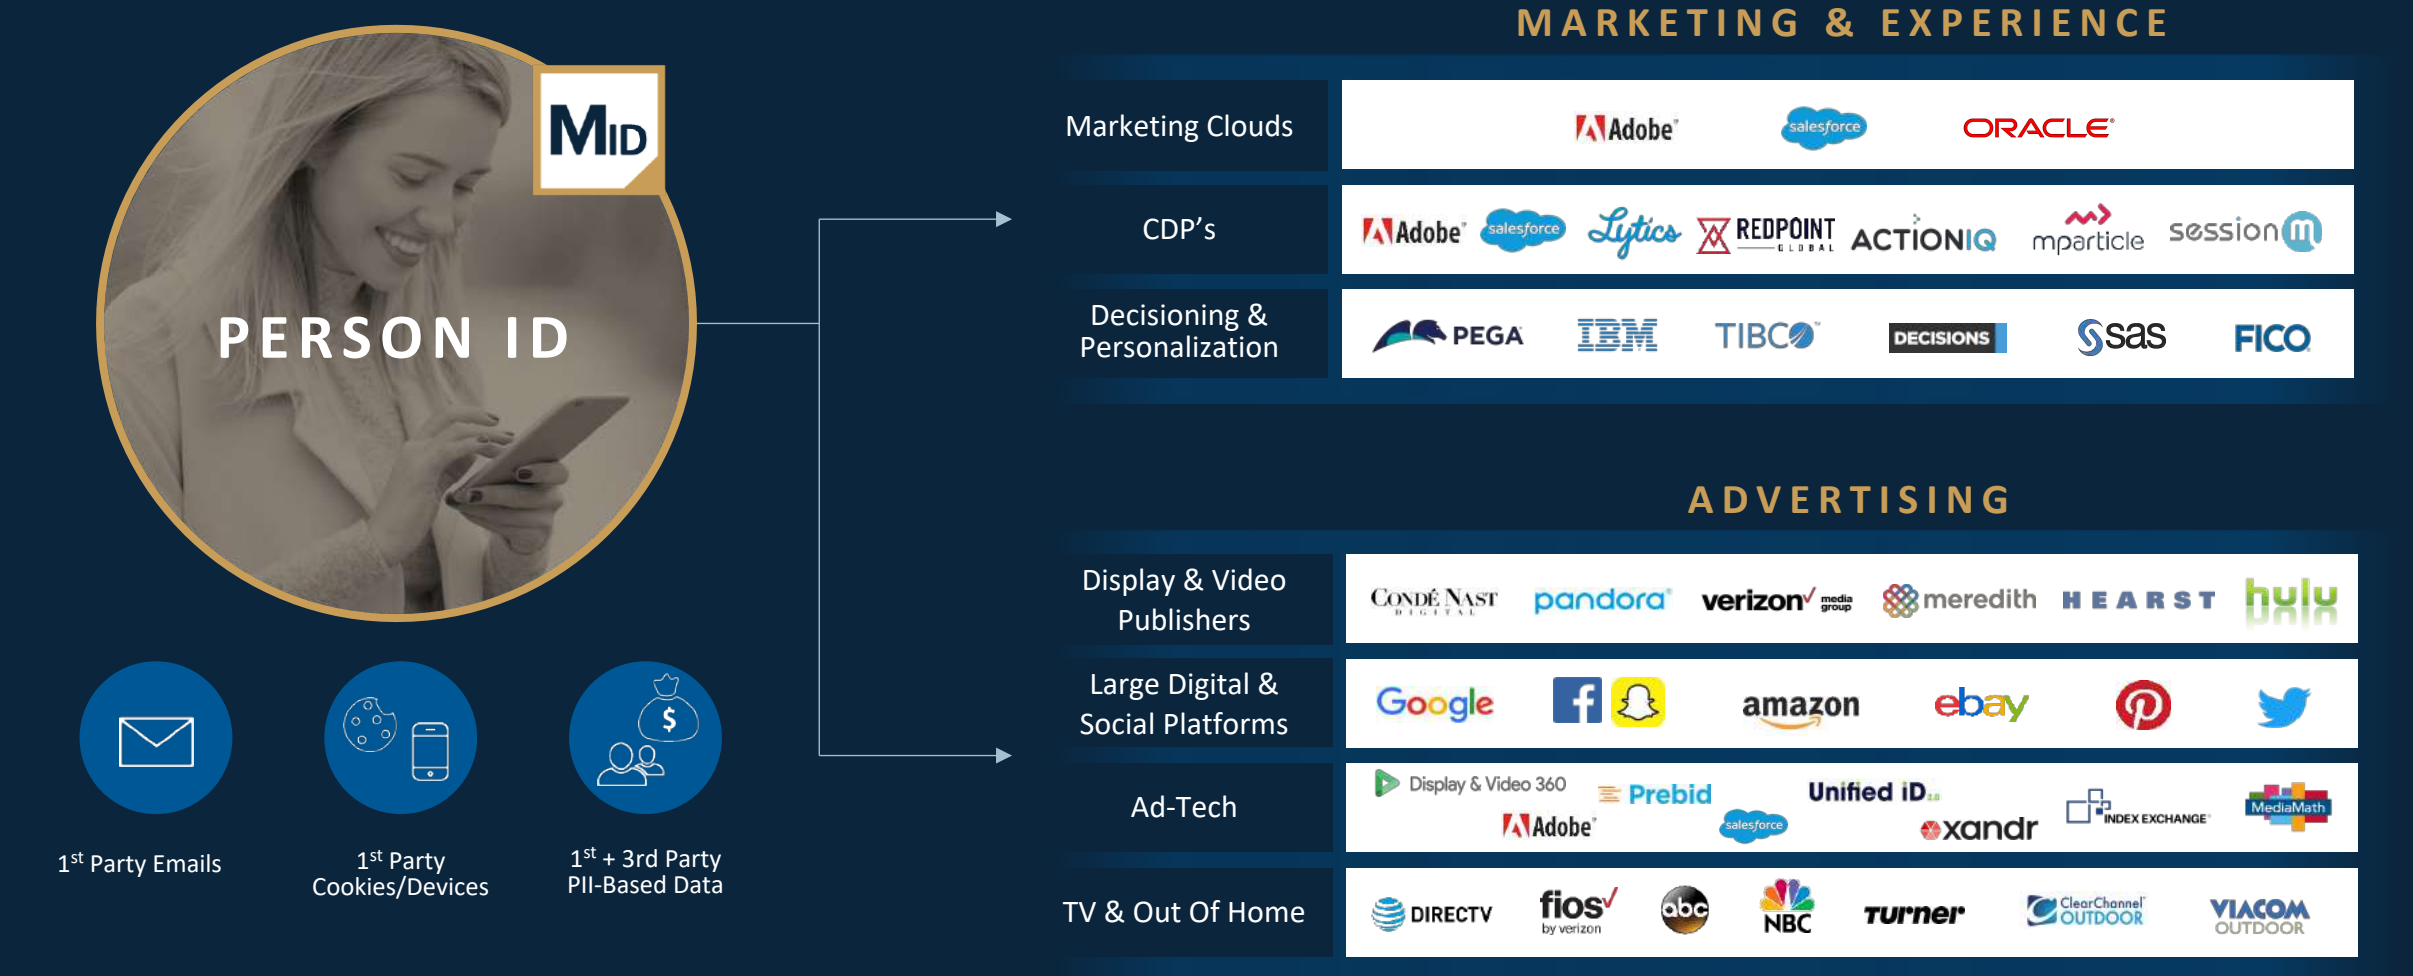 MID
PERSON ID
1st Party Emails
1st Party
Cookies/Devices
$
1st + 3rd Party
PII-Based Data
MARKETING & EXPERIENCE
Marketing Clouds
Adobe salesforce ORACLE
CDP's
Adobe salesforce Lytics REDPOINT GLOBAL ACTIONIQ mparticle session m
Decisioning &
Personalization
PEGA IBM TIBCO DECISIONS sas FICO
ADVERTISING
Display & Video
Publishers
CONDÉ NAST DIGITAL pandora verizon media group meredith HEARST hulu
Large Digital &
Social Platforms
Google f amazon ebay
Ad-Tech
Display & Video 360 Prebid Unified iD 2.0 INDEX EXCHANGE MediaMath
Adobe salesforce xandr
TV & Out Of Home
DIRECTV fios by verizon abc NBC Turner ClearChannel OUTDOOR VIACOM OUTDOOR